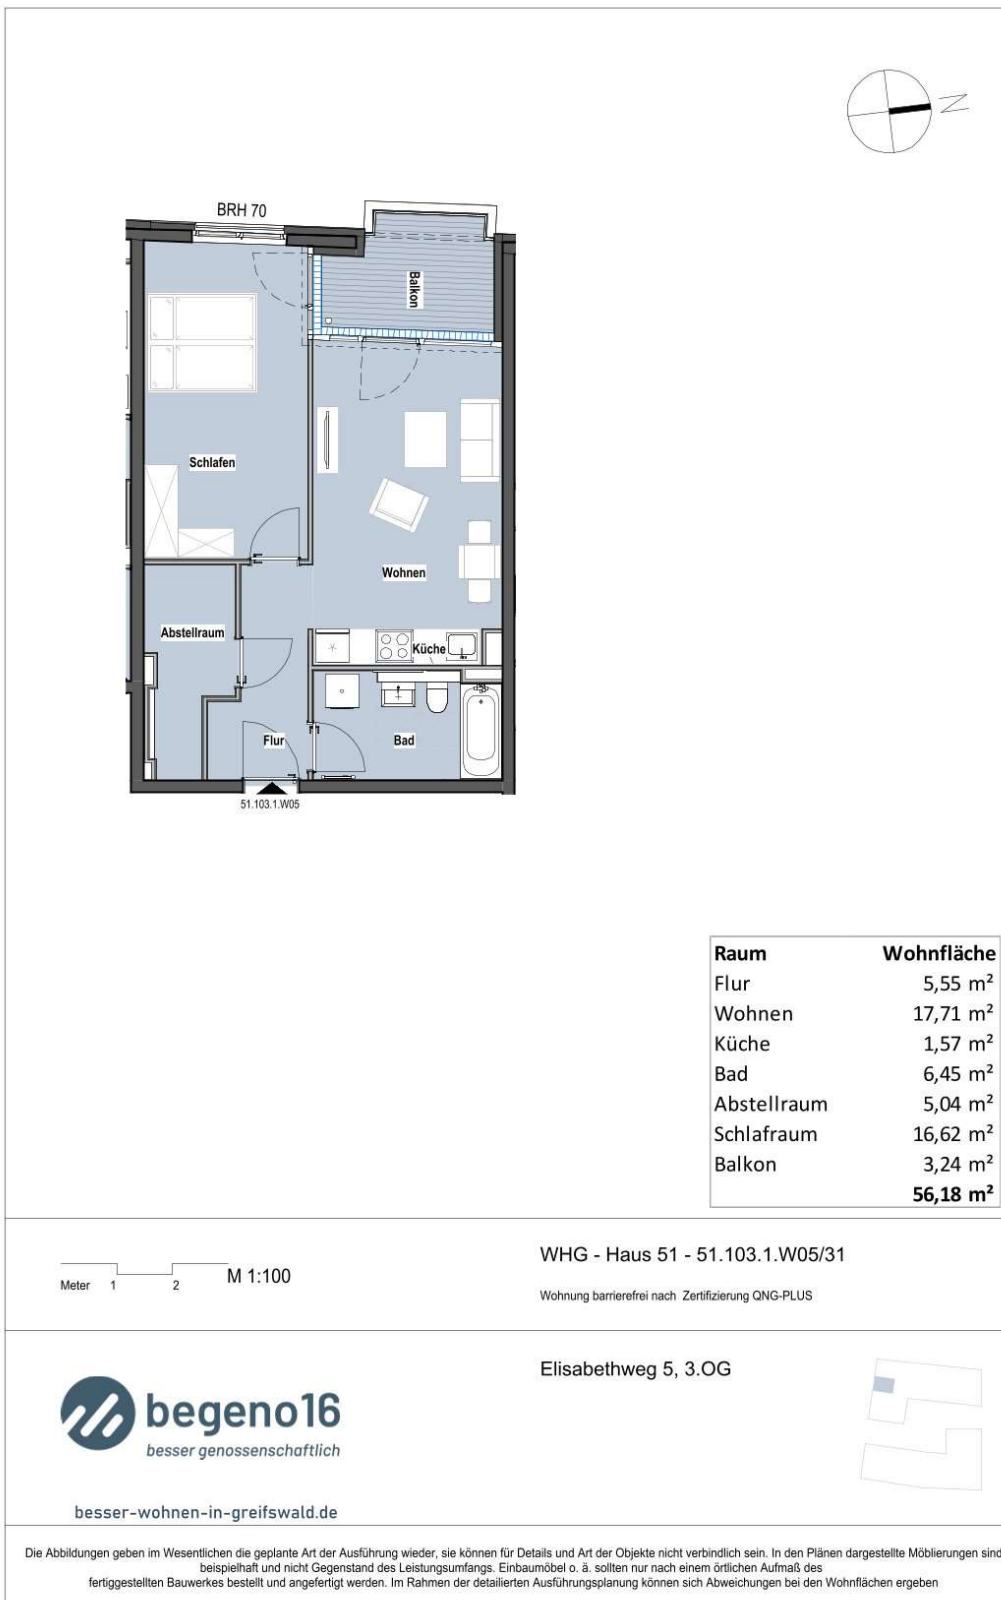 N
BRH 70
Balkon
Schlafen
Wohnen
Abstellraum
Küche
Flur
Bad
51.103.1.W05
Raum Wohnfläche
Flur 5,55 m²
Wohnen 17,71 m²
Küche 1,57 m²
Bad 6,45 m²
Abstellraum 5,04 m²
Schlafraum 16,62 m²
Balkon 3,24 m²
56,18 m²
Meter 1 2 M 1:100
WHG - Haus 51 - 51.103.1.W05/31
Wohnung barrierefrei nach Zertifizierung QNG-PLUS
Elisabethweg 5, 3.OG
begeno16
besser genossenschaftlich
besser-wohnen-in-greifswald.de
Die Abbildungen geben im Wesentlichen die geplante Art der Ausführung wieder, sie können für Details und Art der Objekte nicht verbindlich sein. In den Plänen dargestellte Möblierungen sind
beispielhaft und nicht Gegenstand des Leistungsumfangs. Einbaumöbel o. ä. sollten nur nach einem örtlichen Aufmaß des
fertiggestellten Bauwerkes bestellt und angefertigt werden. Im Rahmen der detailierten Ausführungsplanung können sich Abweichungen bei den Wohnflächen ergeben